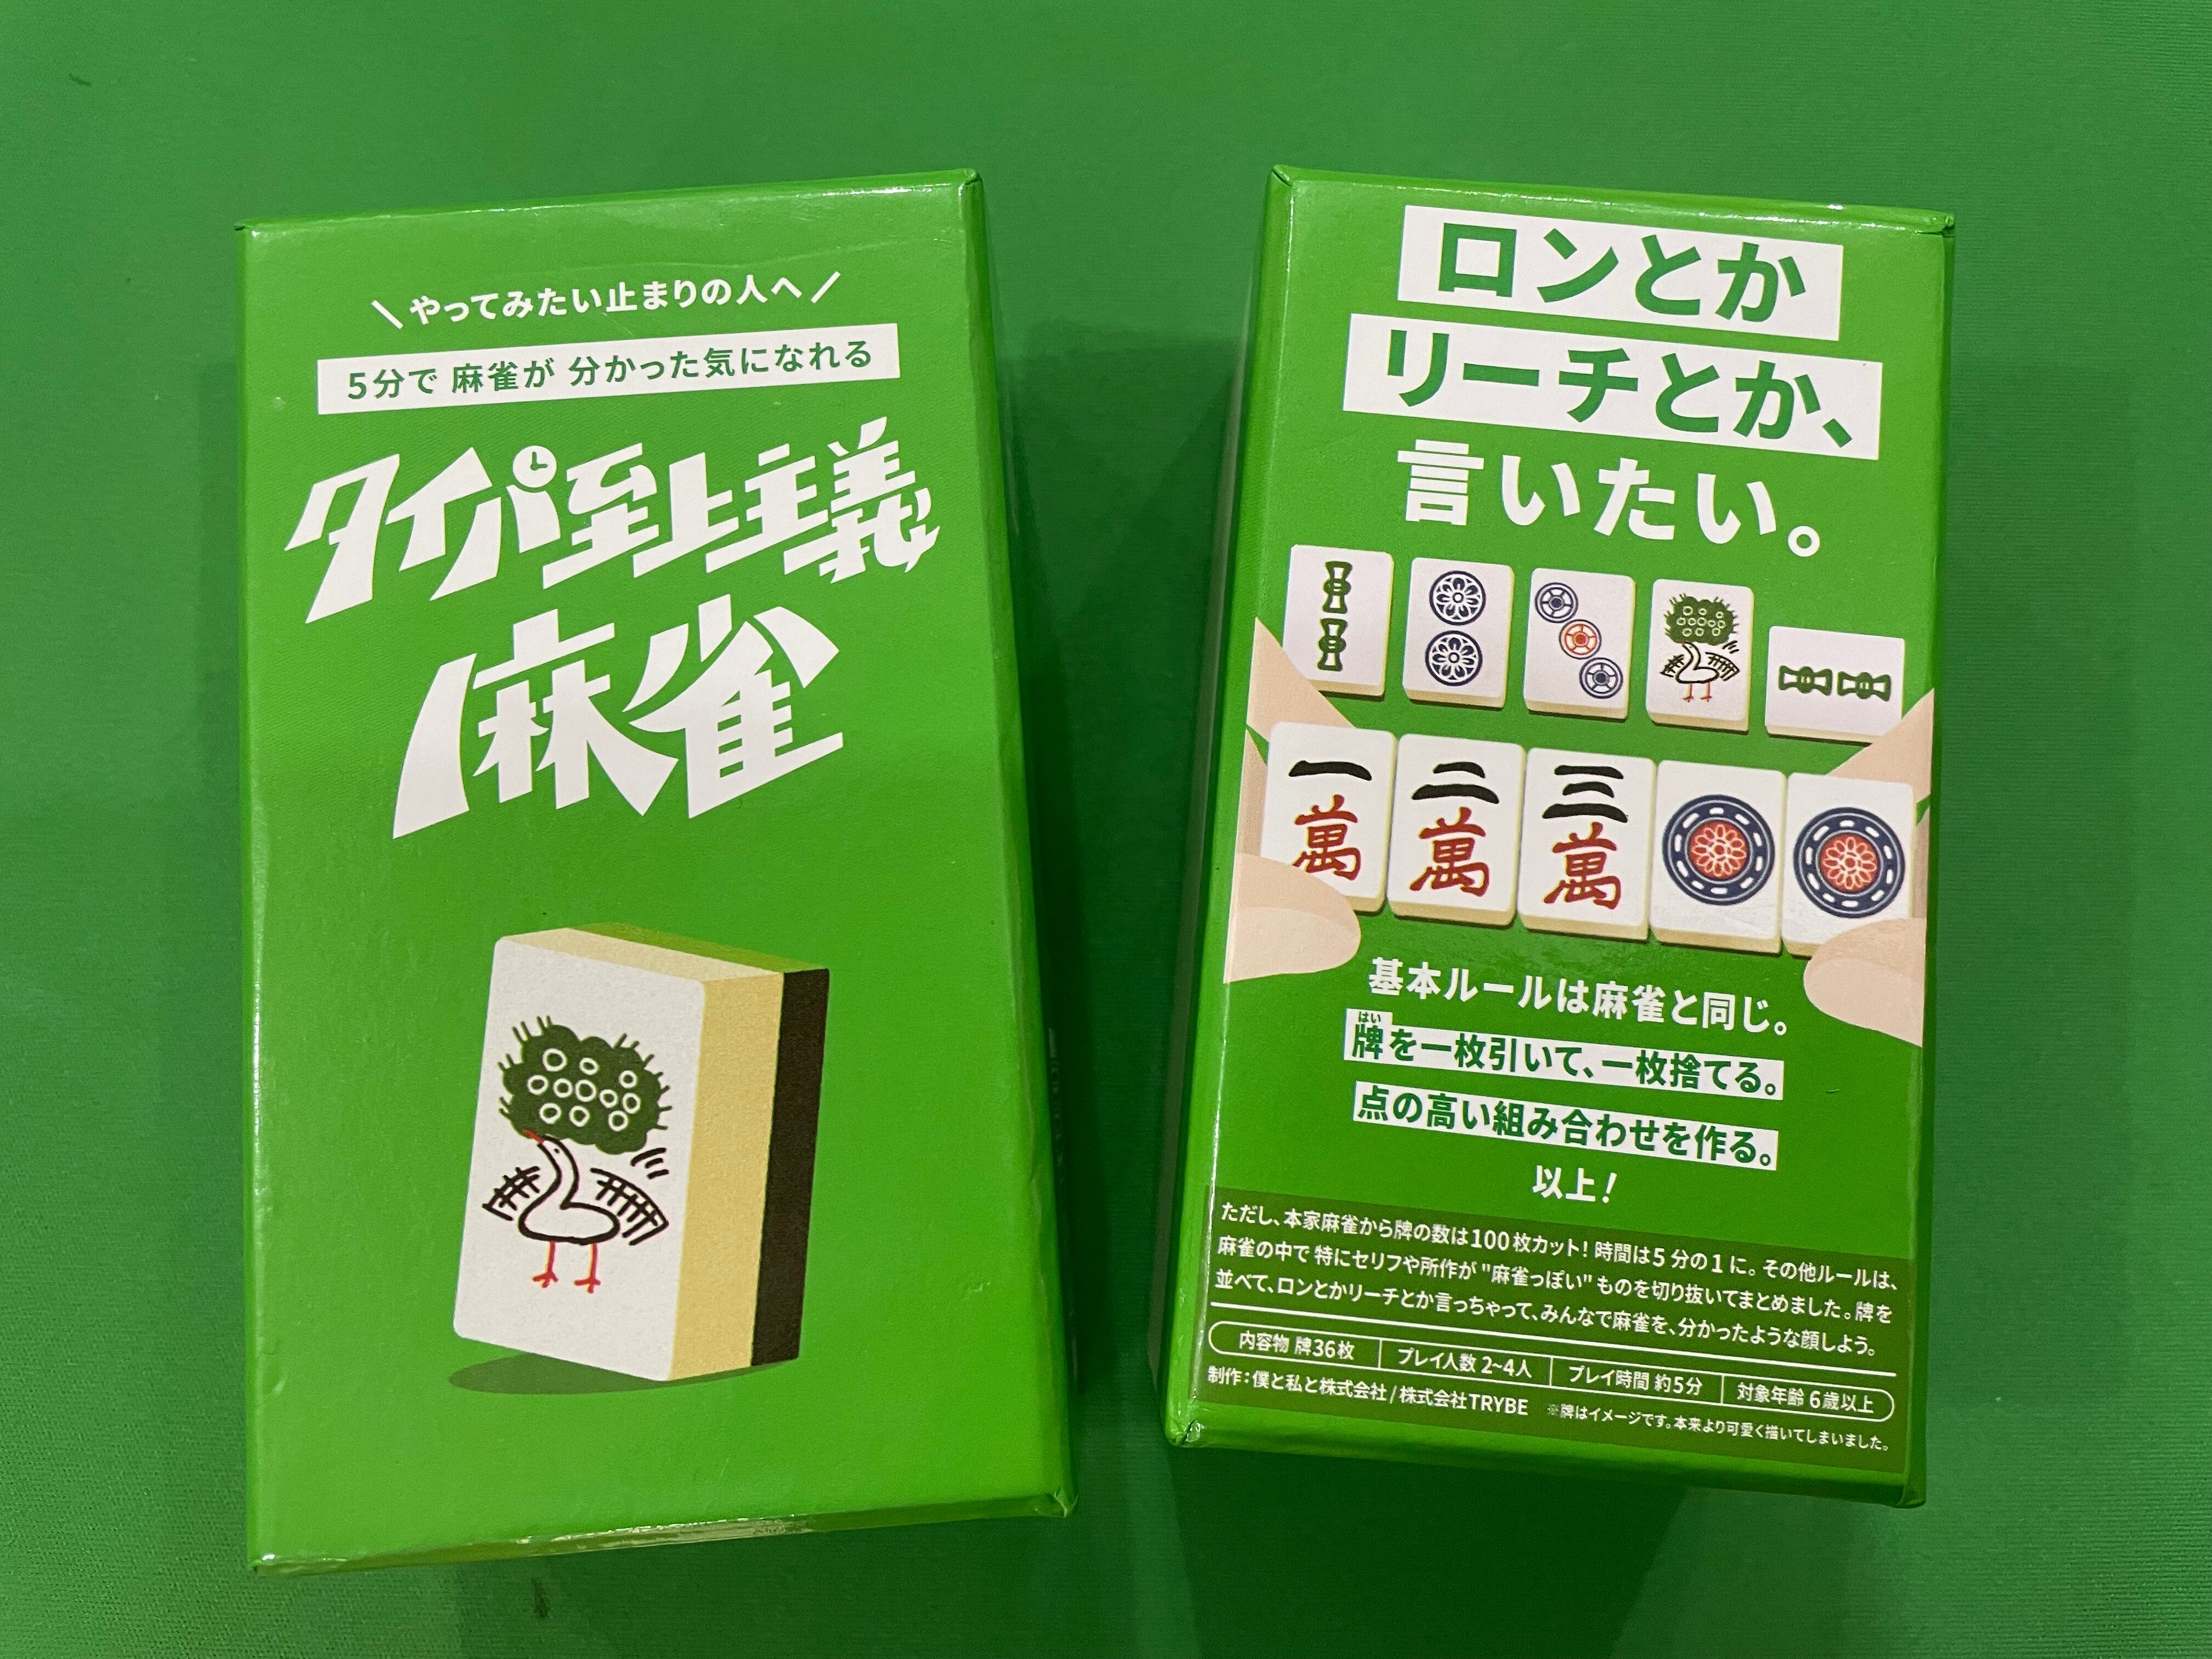 \やってみたい止まりの人へ/
5分で 麻雀が 分かった気になれる
タイパ至上主義
麻雀
ロンとか
リーチとか、
言いたい。
一萬 二萬 三萬
基本ルールは麻雀と同じ。
はい
牌を一枚引いて、一枚捨てる。
点の高い組み合わせを作る。
以上！
ただし、本家麻雀から牌の数は100枚カット！時間は5分の1に。その他ルールは、
麻雀の中で 特にセリフや所作が "麻雀っぽい" ものを切り抜いてまとめました。牌を
並べて、ロンとかリーチとか言っちゃって、みんなで麻雀を、分かったような顔しよう。
内容物 牌36枚 プレイ人数 2~4人 プレイ時間 約5分 対象年齢 6歳以上
制作：僕と私と株式会社 / 株式会社TRYBE ※牌はイメージです。本来より可愛く描いてしまいました。